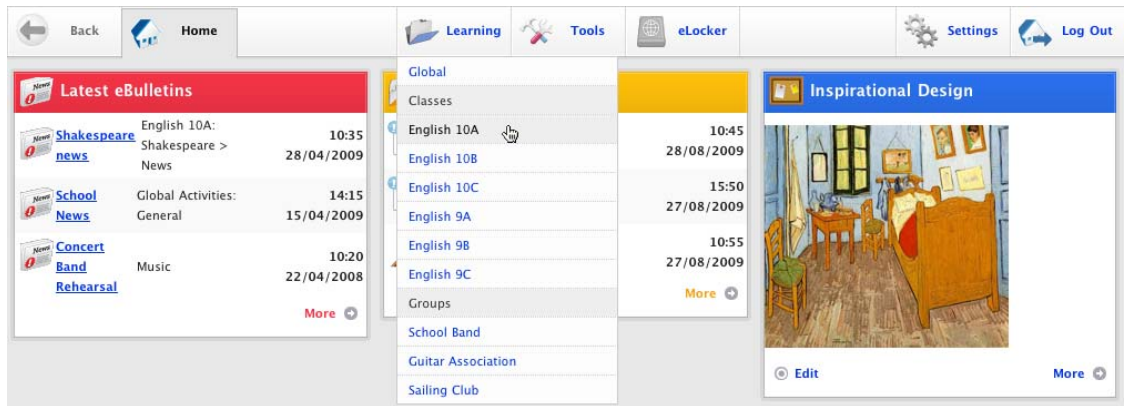 Back
Home
Learning
Tools
eLocker
Settings
Log Out
Latest eBulletins
News
Shakespeare
news
English 10A:
Shakespeare >
News
10:35
28/04/2009
News
School
News
Global Activities:
General
14:15
15/04/2009
News
Concert
Band
Rehearsal
Music
10:20
22/04/2008
More
Global
Classes
English 10A
English 10B
English 10C
English 9A
English 9B
English 9C
Groups
School Band
Guitar Association
Sailing Club
10:45
28/08/2009
15:50
27/08/2009
10:55
27/08/2009
More
Inspirational Design
Edit
More